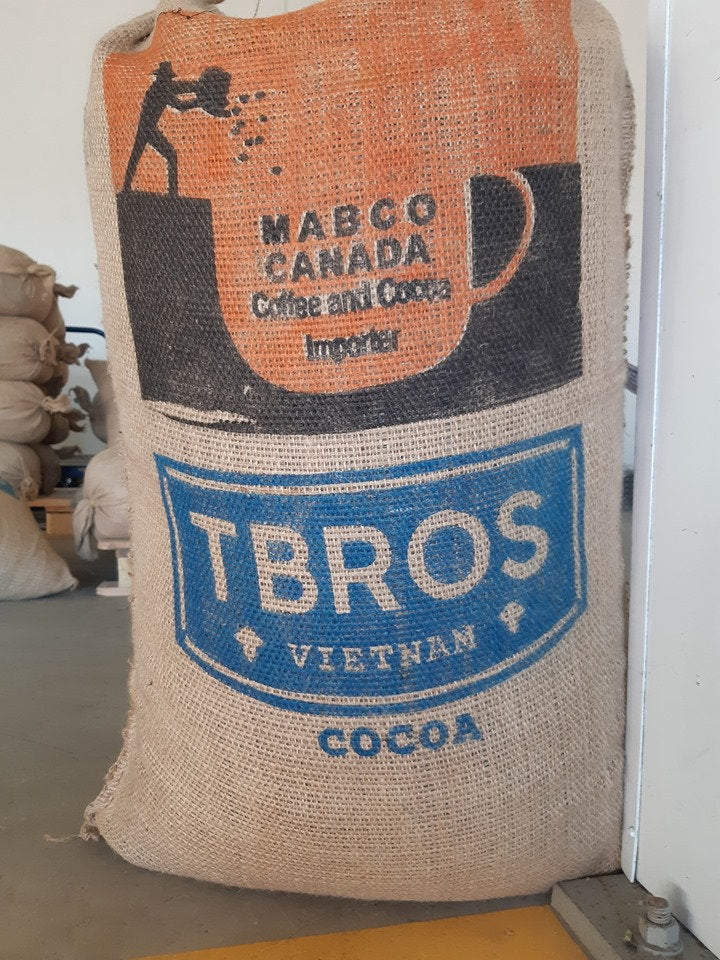 MABCO
CANADA
Coffee and Cocoa
Importer
TBROS
VIETNAM
COCOA